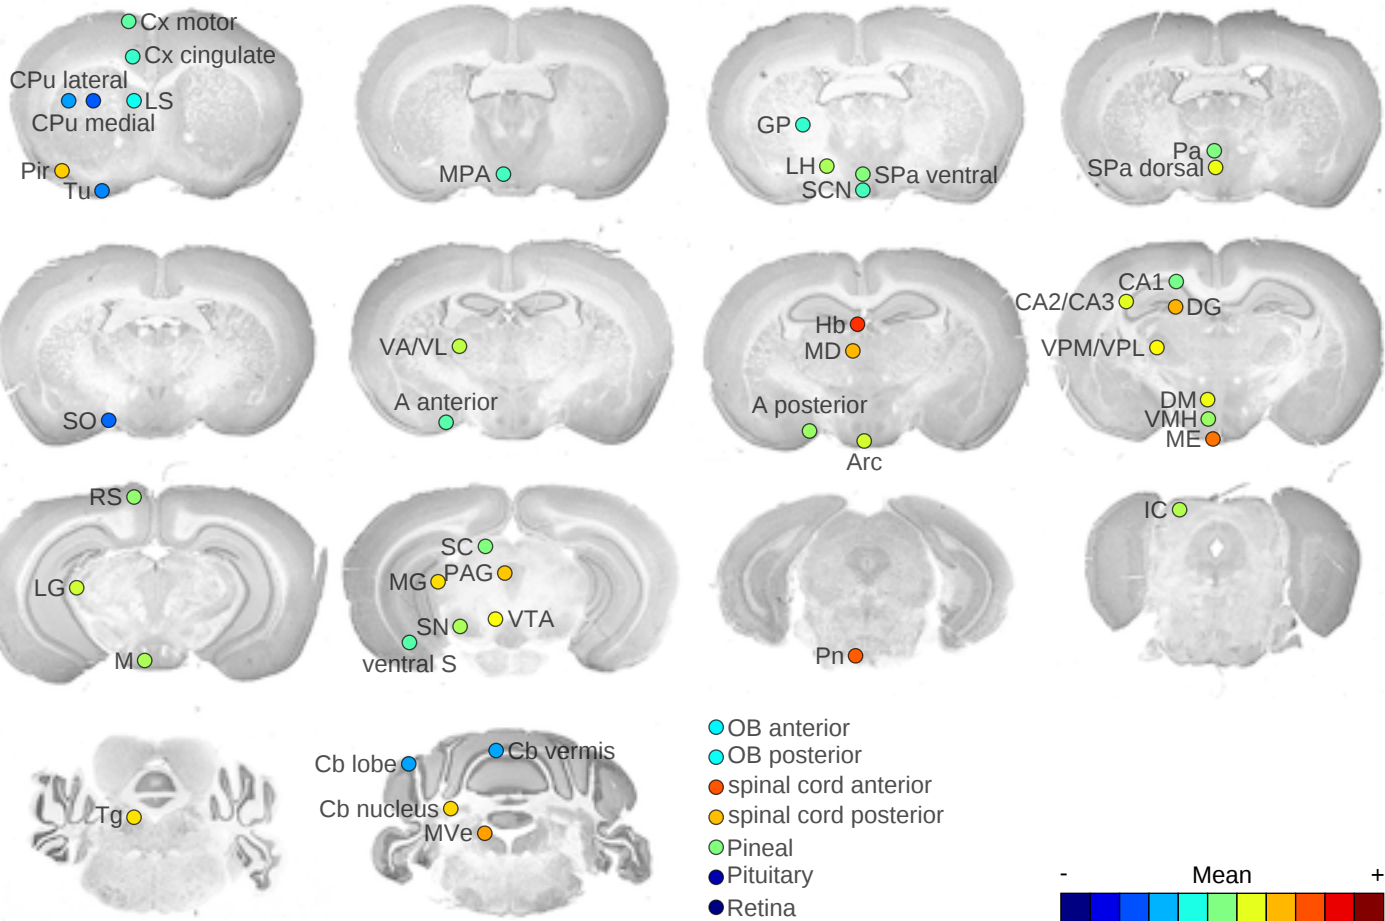 Cx motor
Cx cingulate
CPu lateral
LS
CPu medial
Pir
Tu
MPA
GP
LH
SPa ventral
SCN
Pa
SPa dorsal
SO
VA/VL
A anterior
Hb
MD
A posterior
Arc
CA1
CA2/CA3
DG
VPM/VPL
DM
VMH
ME
RS
LG
M
SC
MG
PAG
SN
VTA
ventral S
Pn
IC
Tg
Cb lobe
Cb vermis
Cb nucleus
MVe
OB anterior
OB posterior
spinal cord anterior
spinal cord posterior
Pineal
Pituitary
Retina
- Mean +